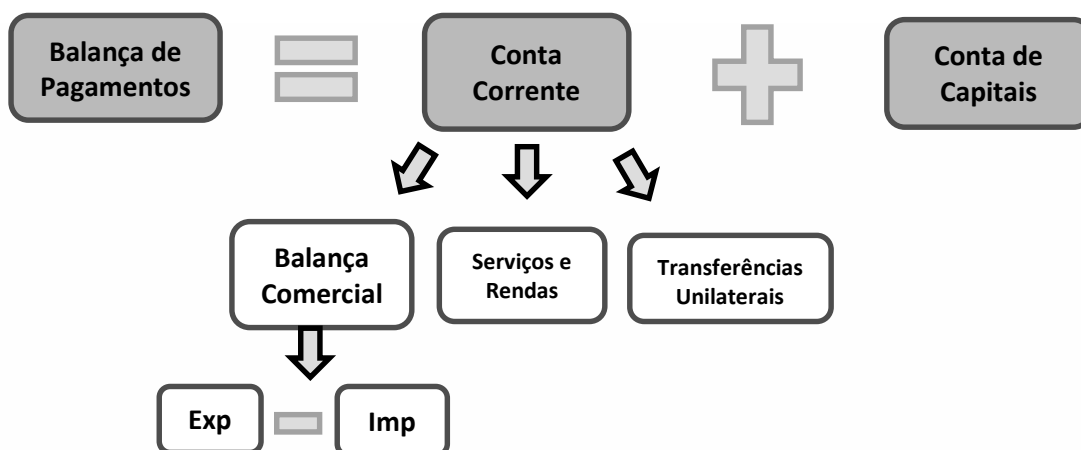 Balança de
Pagamentos
Conta
Corrente
Conta de
Capitais
Balança
Comercial
Serviços e
Rendas
Transferências
Unilaterais
Exp
Imp